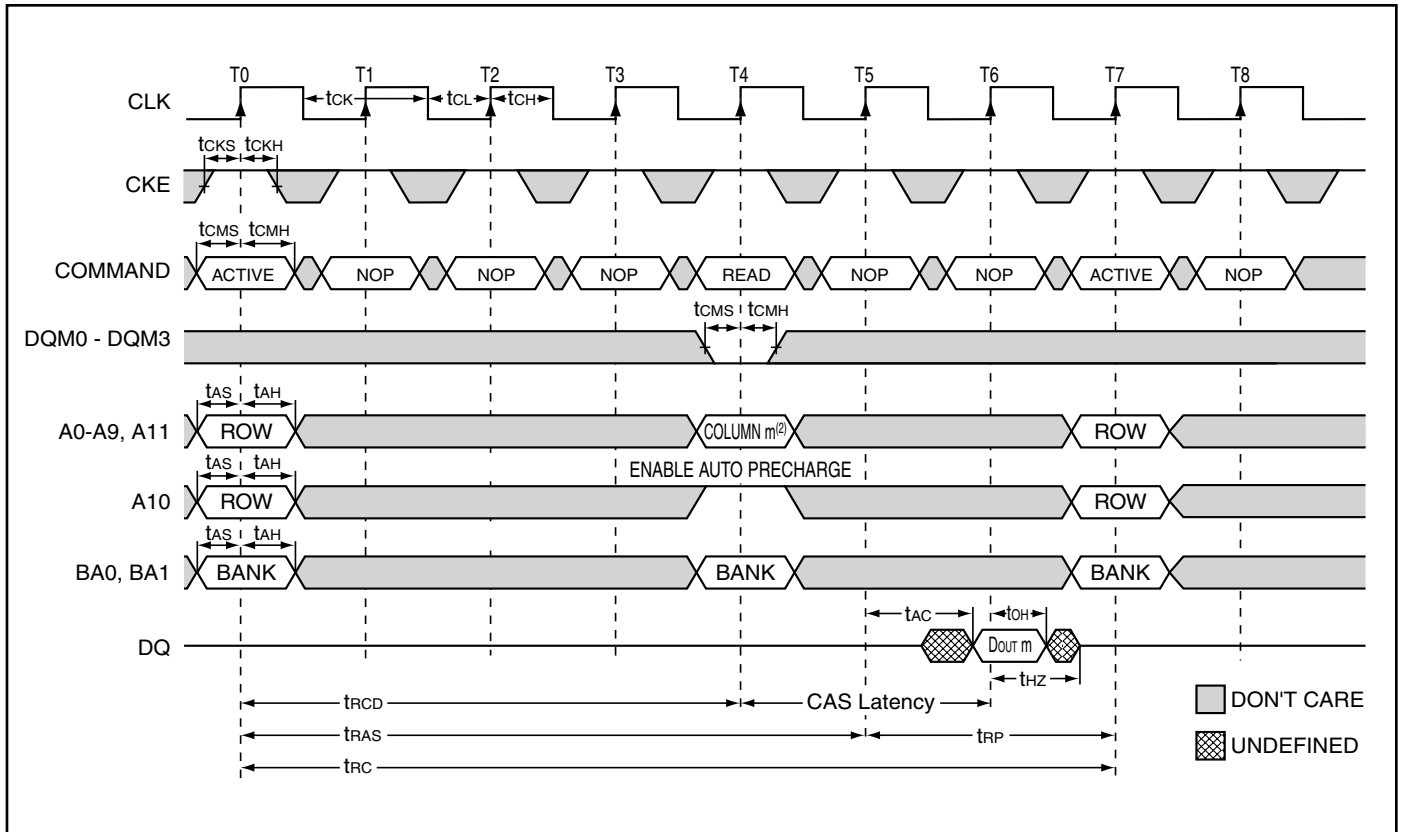 T0 T1 T2 T3 T4 T5 T6 T7 T8
CLK tCK tCL tCH
tCKS tCKH
CKE
tCMS tCMH
COMMAND ACTIVE NOP NOP NOP READ NOP NOP ACTIVE NOP
tCMS tCMH
DQM0 - DQM3
tAS tAH
A0-A9, A11 ROW COLUMN m(2) ROW
tAS tAH ENABLE AUTO PRECHARGE
A10 ROW ROW
tAS tAH
BA0, BA1 BANK BANK BANK
tAC tOH
DQ DOUT m
tHZ
tRCD CAS Latency
DON'T CARE
tRAS tRP
UNDEFINED
tRC